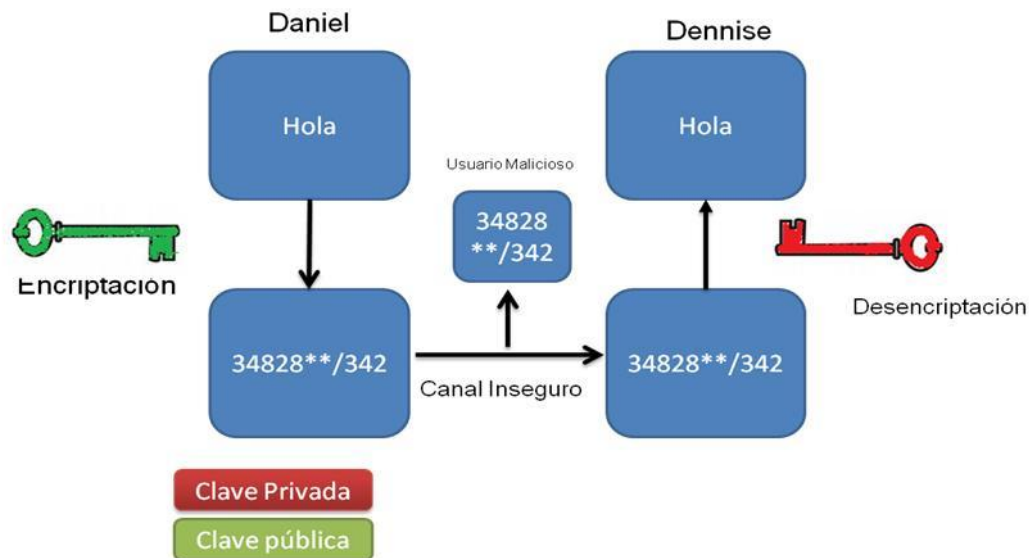 Daniel
Dennise
Hola
Hola
Usuario Malicioso
34828
**/342
Encriptación
Desencriptación
34828**/342
34828**/342
Canal Inseguro
Clave Privada
Clave pública